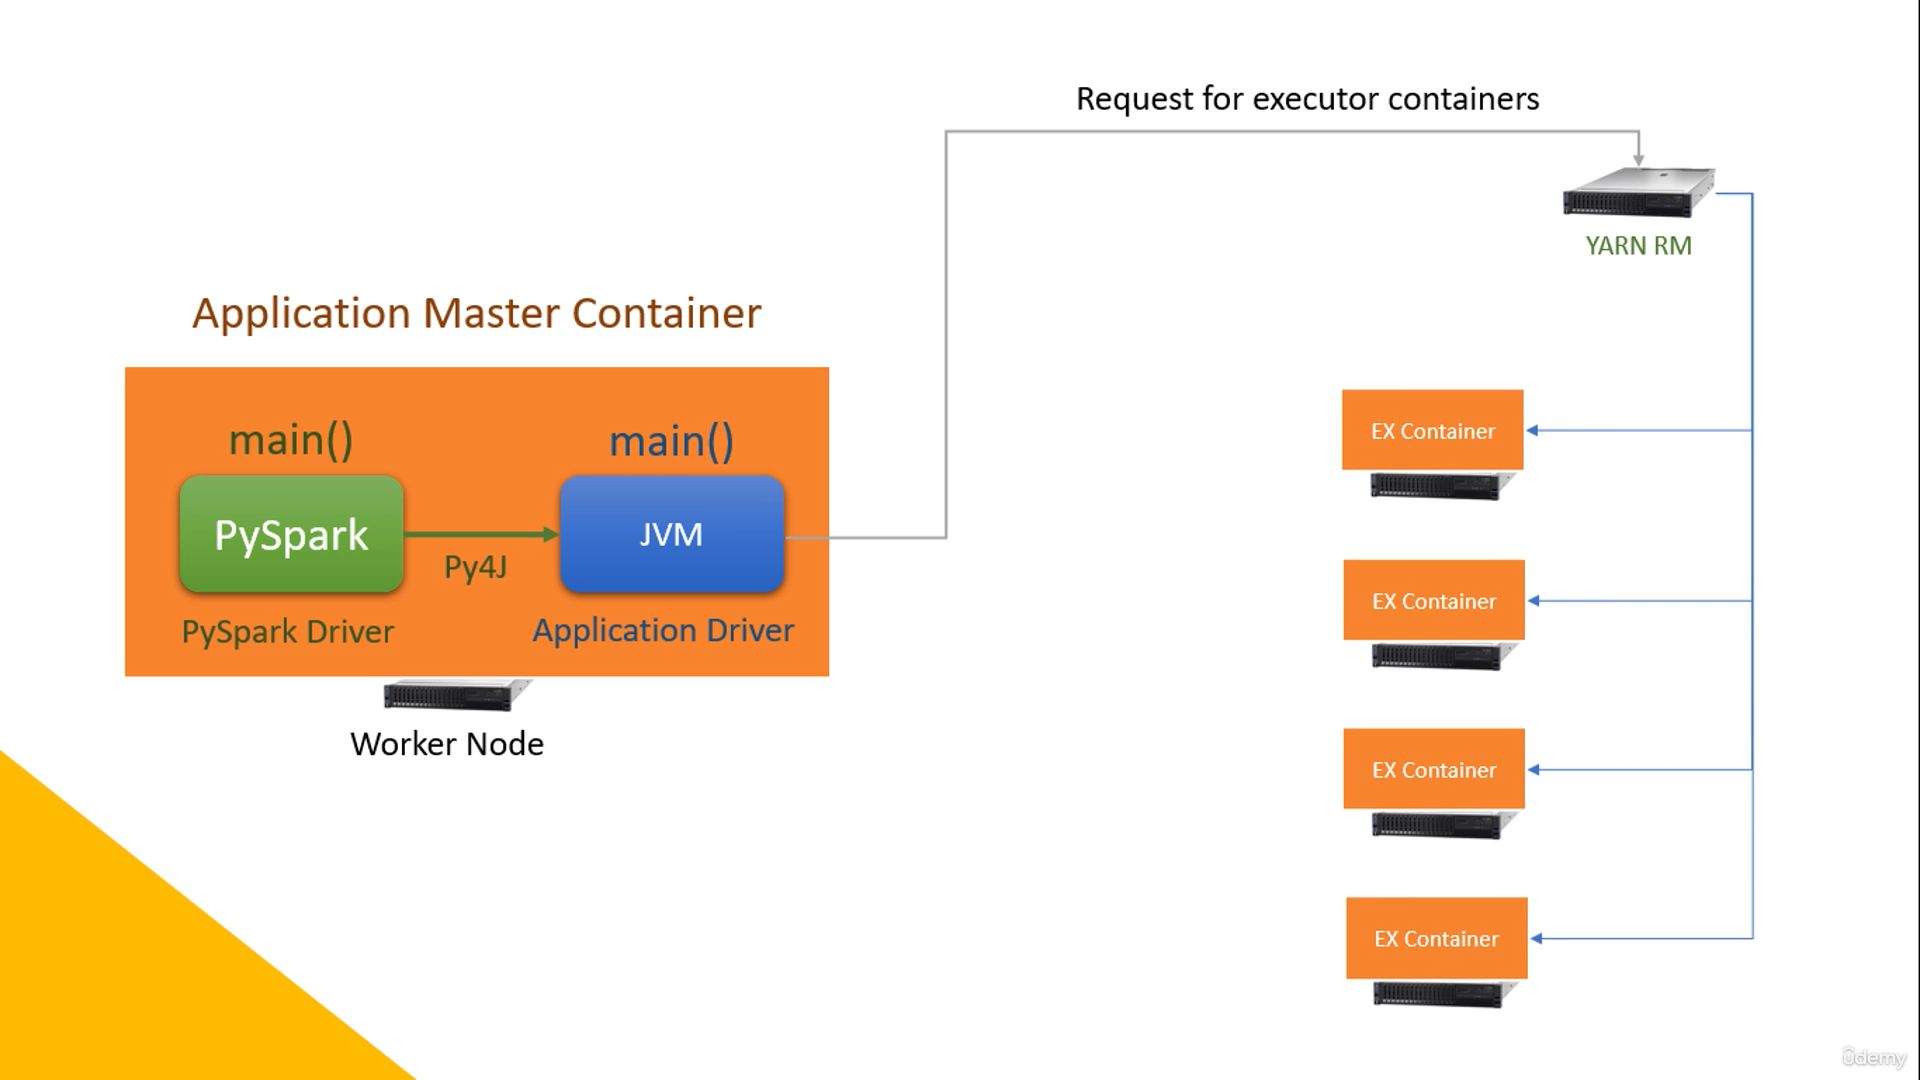 Request for executor containers
YARN RM
Application Master Container
main()
main()
PySpark
Py4J
JVM
PySpark Driver
Application Driver
Worker Node
EX Container
EX Container
EX Container
EX Container
ûdemy